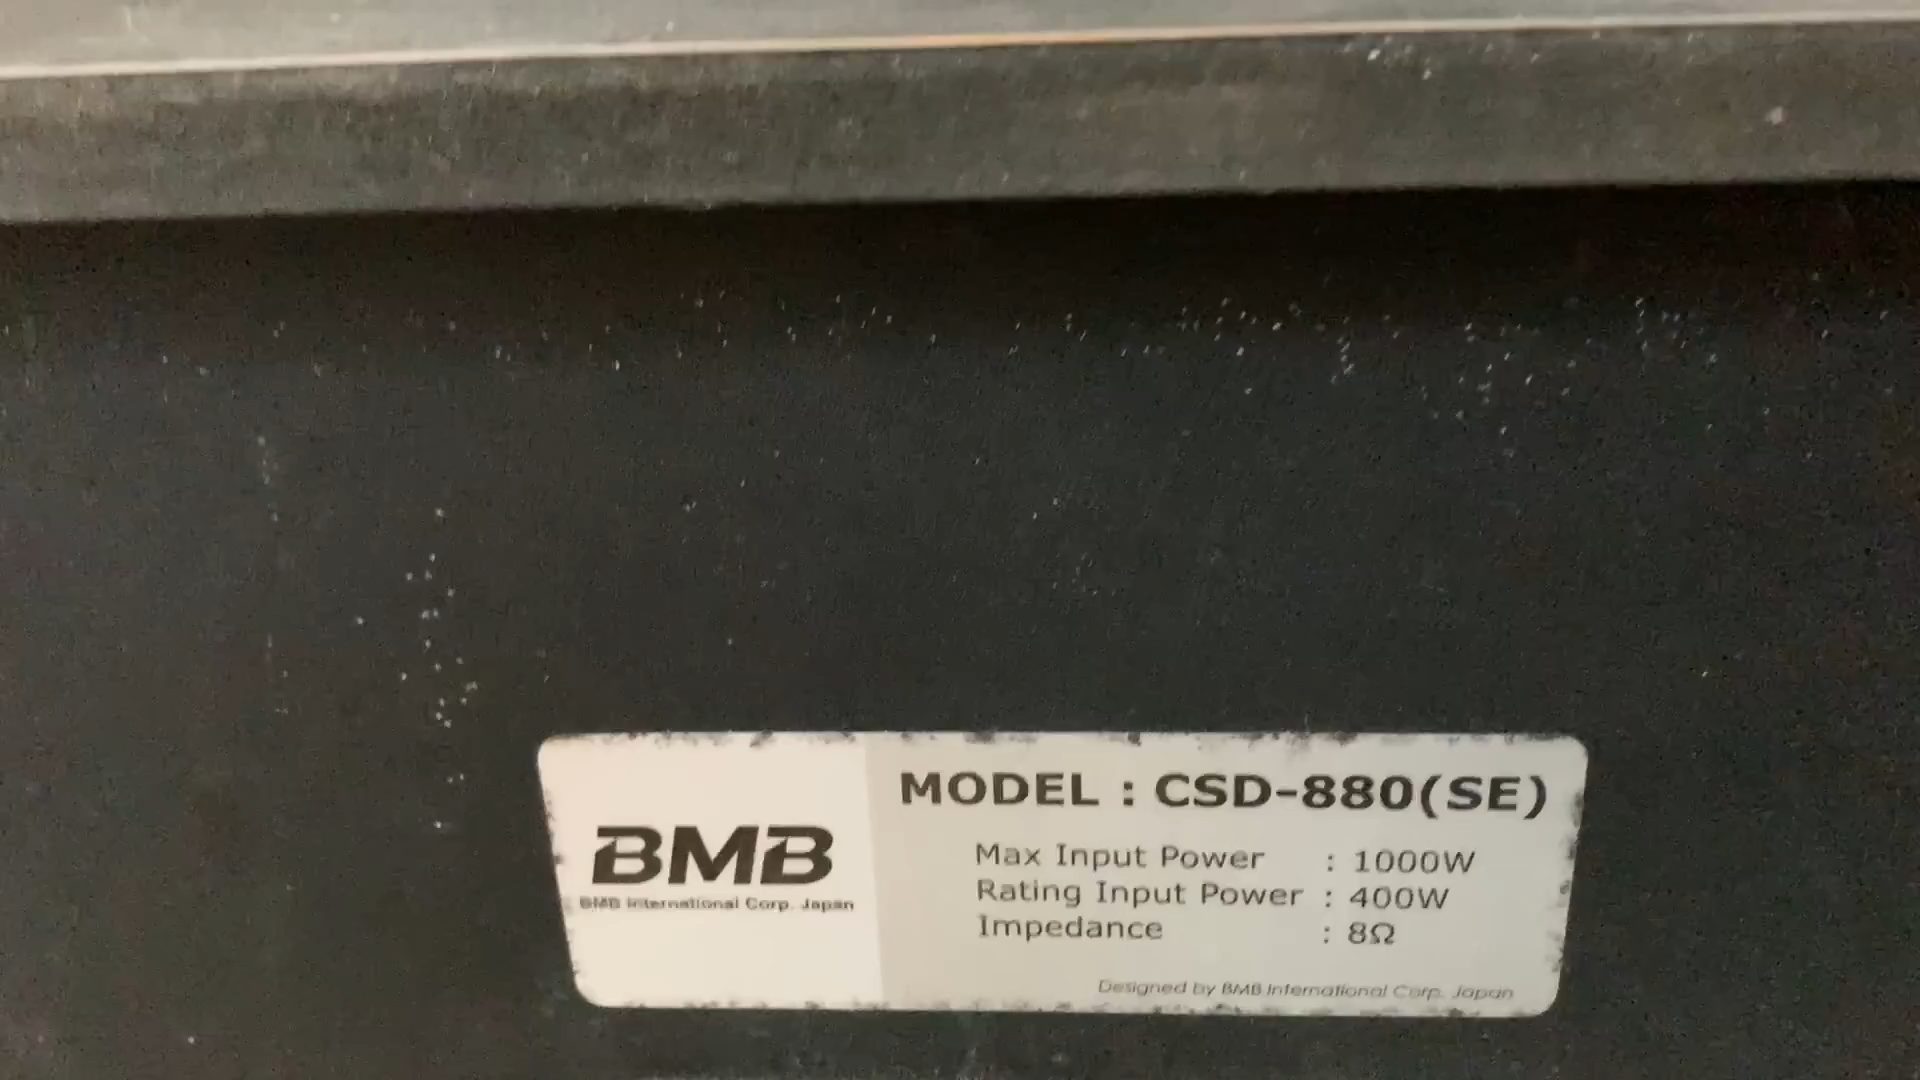 BMB
BMB International Corp. Japan
MODEL : CSD-880(SE)
Max Input Power : 1000W
Rating Input Power : 400W
Impedance : 8Ω
Designed by BMB International Corp. Japan